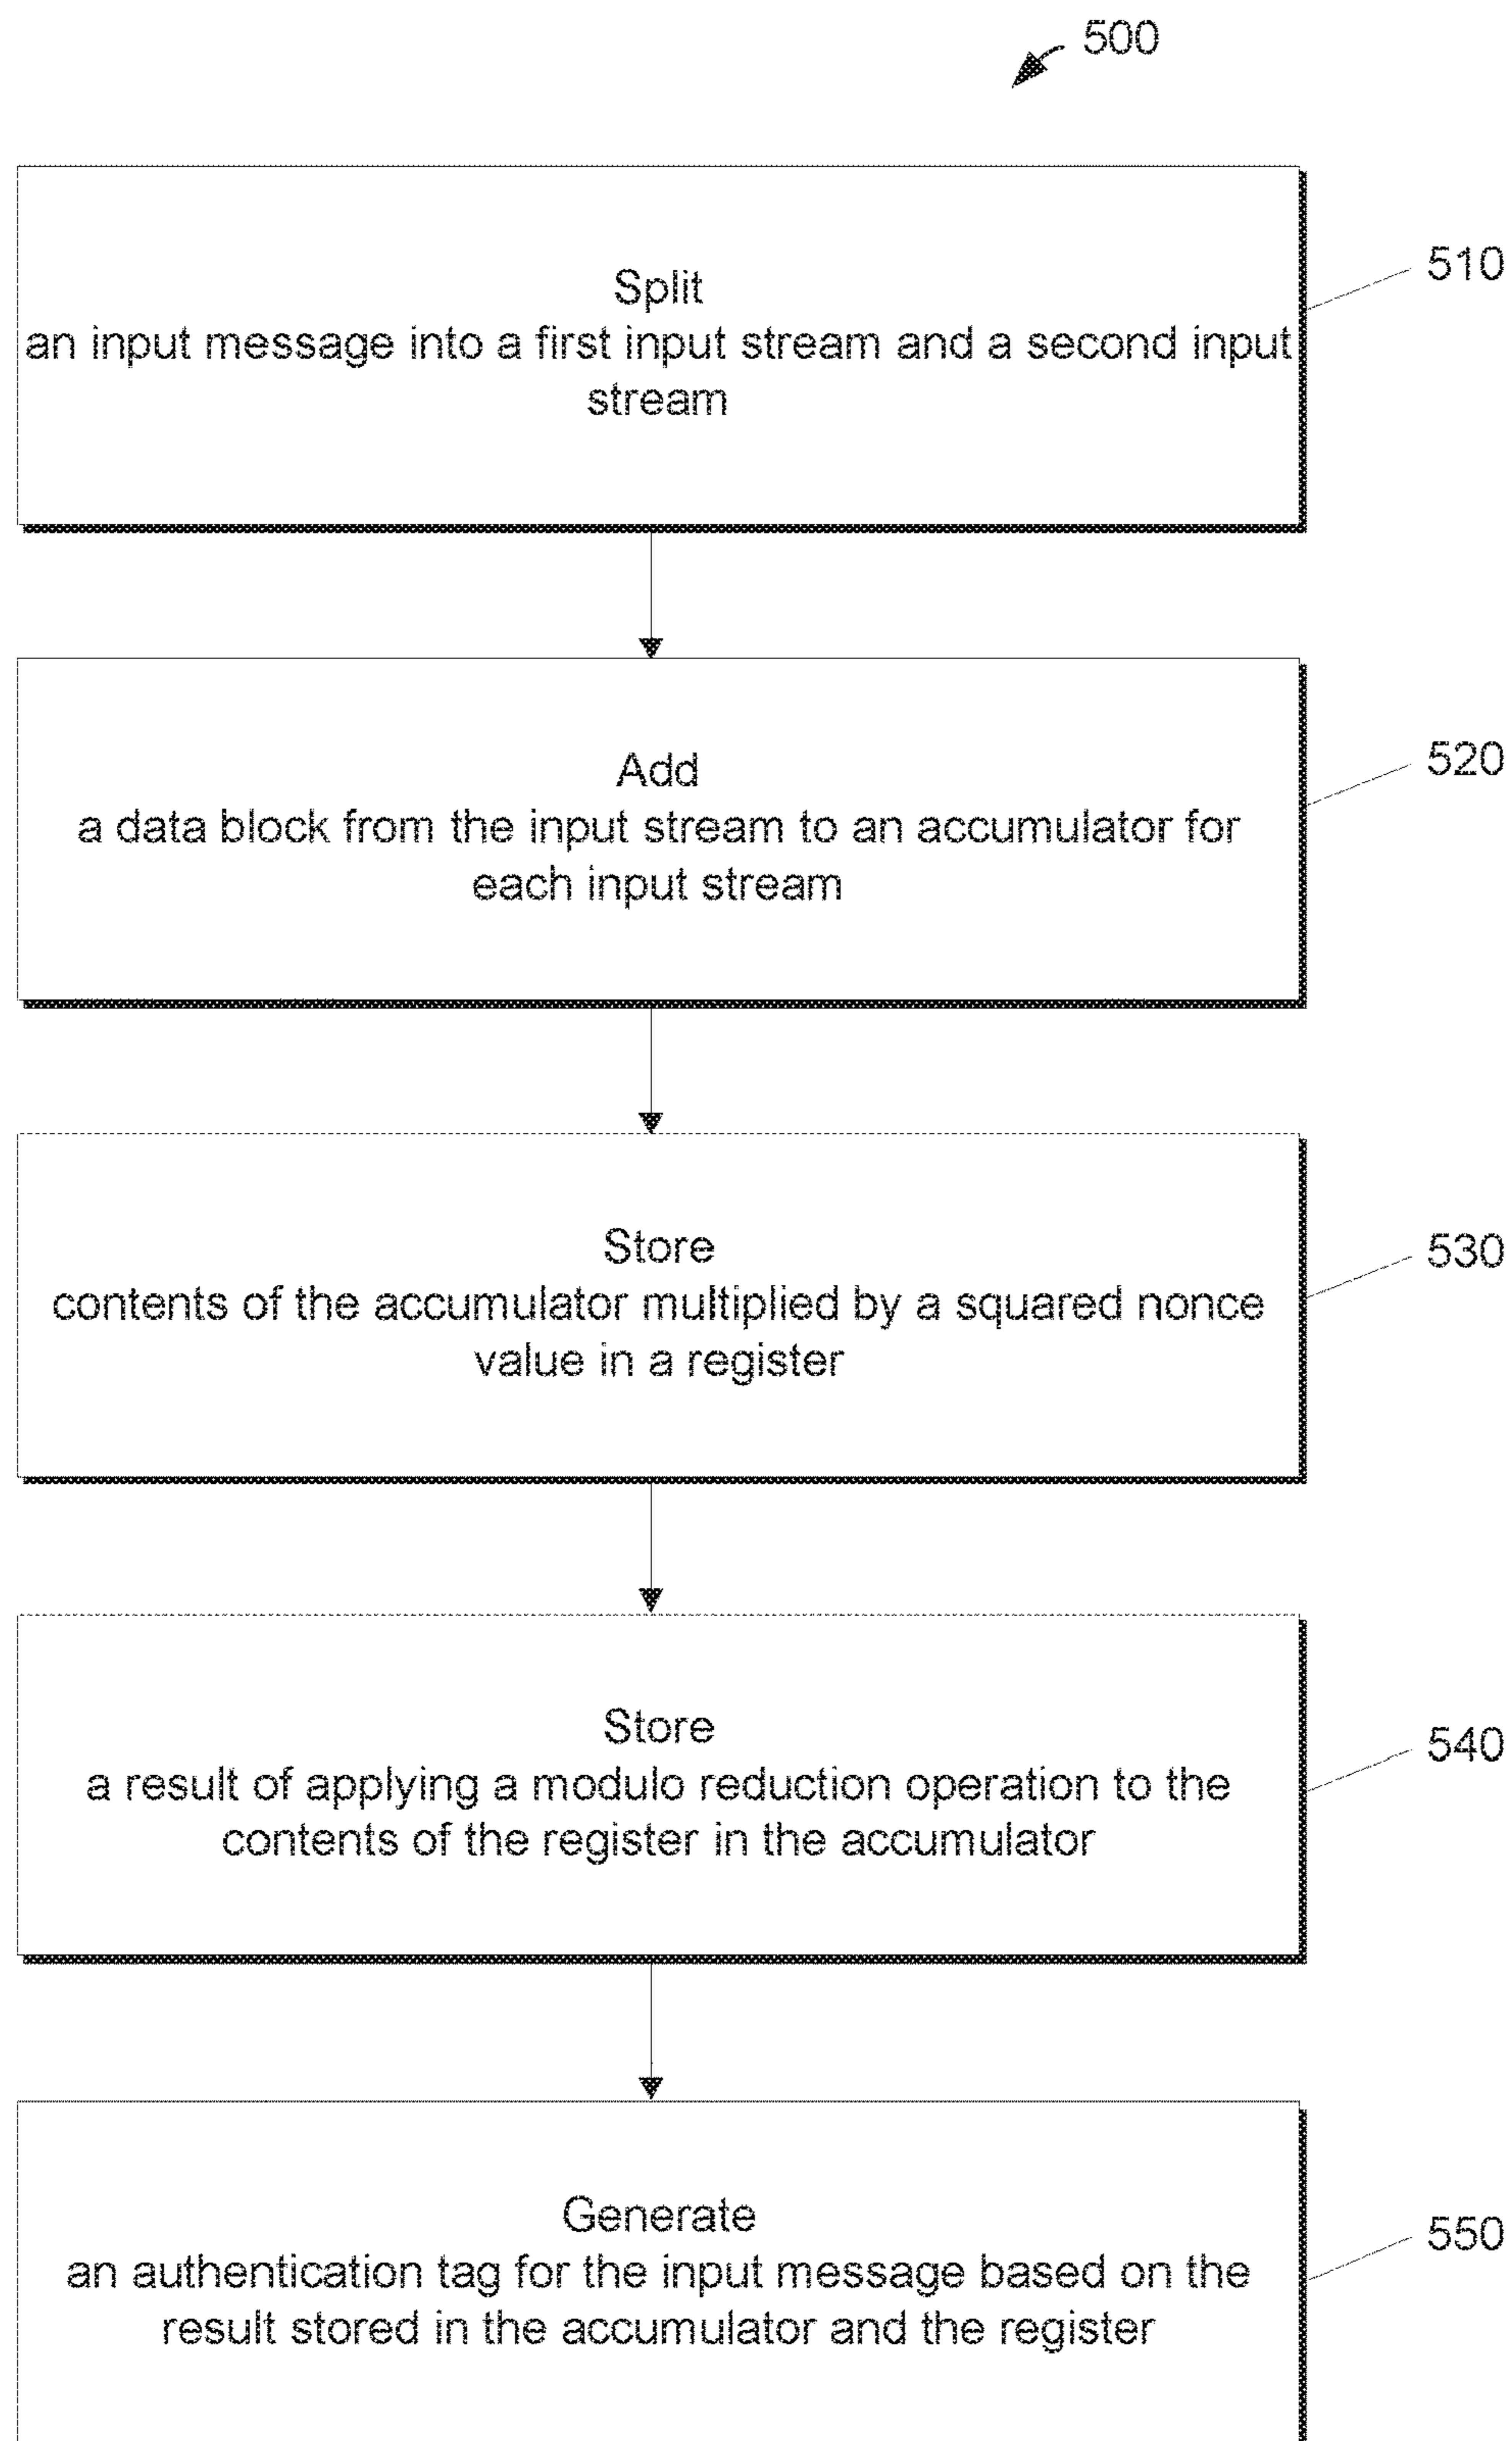 500
Split
an input message into a first input stream and a second input
stream
510
Add
a data block from the input stream to an accumulator for
each input stream
520
Store
contents of the accumulator multiplied by a squared nonce
value in a register
530
Store
a result of applying a modulo reduction operation to the
contents of the register in the accumulator
540
Generate
an authentication tag for the input message based on the
result stored in the accumulator and the register
550